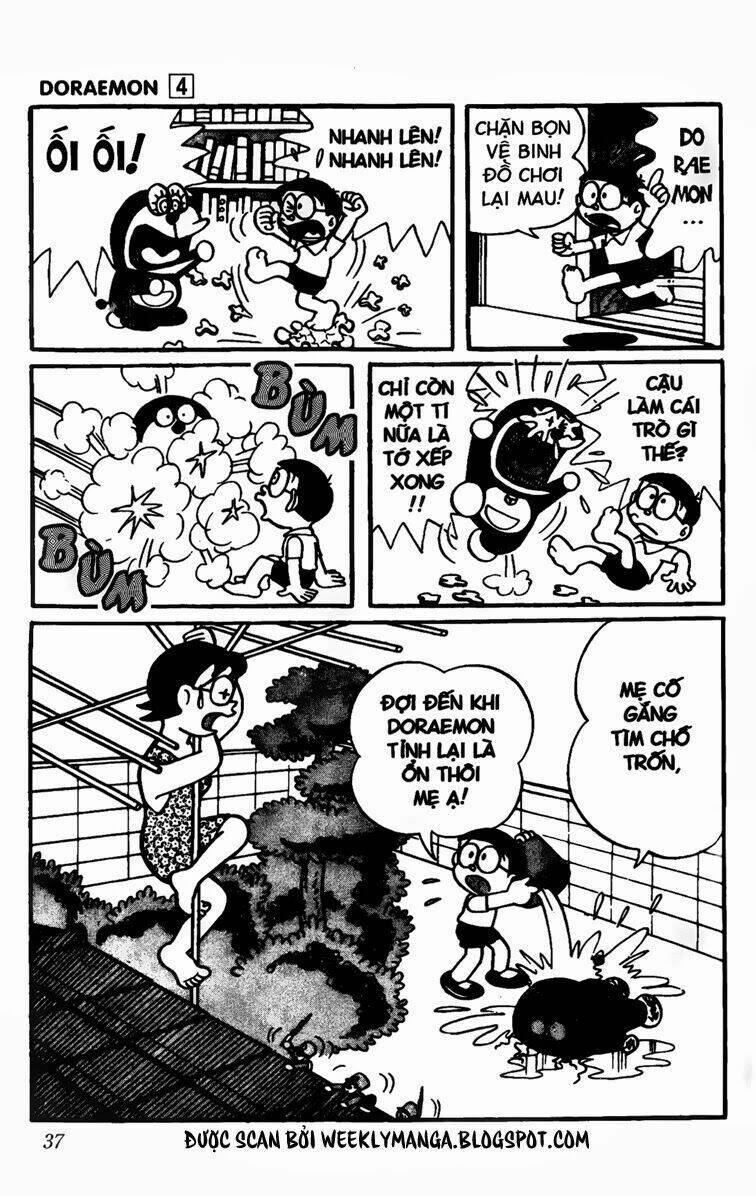 DORAEMON 4
ỐI ỐI!
NHANH LÊN!
NHANH LÊN!
CHẶN BỌN
VỆ BINH
ĐỒ CHƠI
LẠI MAU!
DO
RAE
MON
...
BÙM
BÙM
CHỈ CÒN
MỘT TÍ
NỮA LÀ
TỚ XẾP
XONG
!!
CẬU
LÀM CÁI
TRÒ GÌ
THẾ?
ĐỢI ĐẾN KHI
DORAEMON
TỈNH LẠI LÀ
ỔN THÔI
MẸ Ạ!
MẸ CỐ
GẮNG
TÌM CHỖ
TRỐN,
37
ĐƯỢC SCAN BỞI WEEKLYMANGA.BLOGSPOT.COM